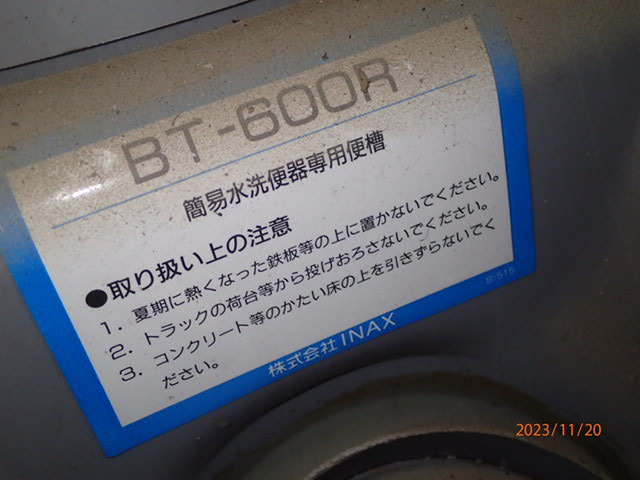 BT-600R
簡易水洗便器専用便槽
●取り扱い上の注意
1. 夏期に熱くなった鉄板等の上に置かないでください。
2. トラックの荷台等から投げおろさないでください。
3. コンクリート等のかたい床の上を引きずらないでく
ださい。
株式会社INAX
2023/11/20